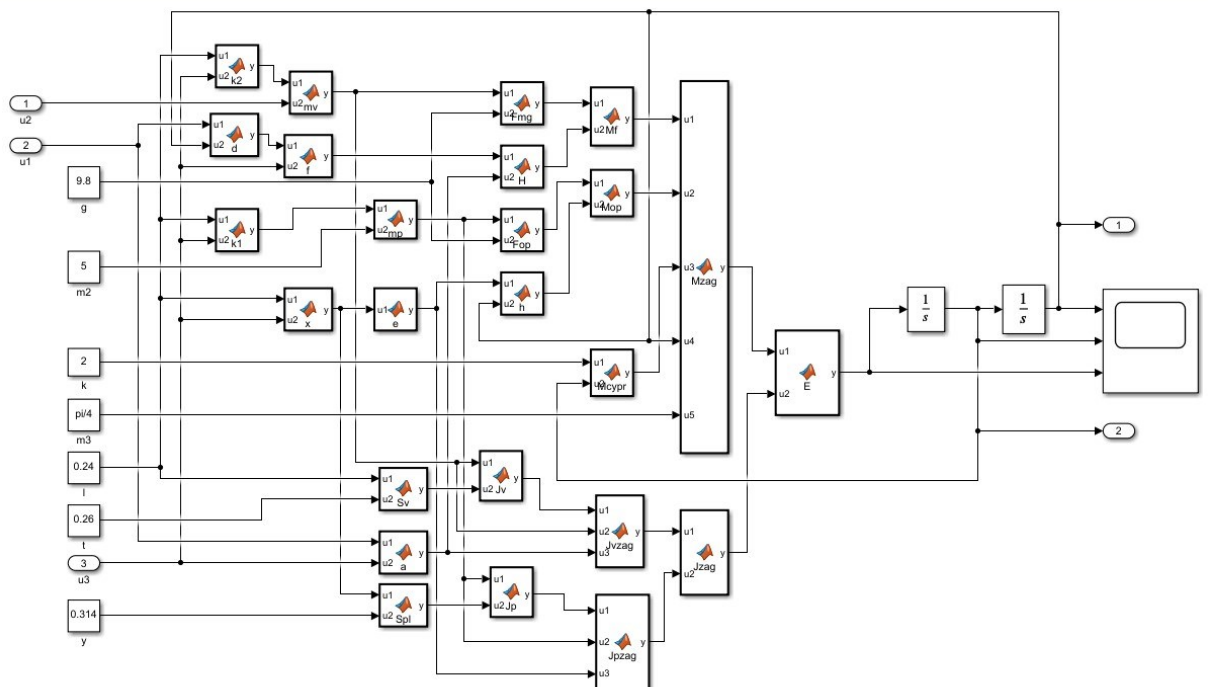 u1 u2 y k2
u1 u2 y mv
1
u2
2
u1
u1 u2 y d
u1 u2 y f
9.8
g
u1 u2 y k1
u1 u2 y mp
5
m2
u1 u2 y x
u1 y e
2
k
pi/4
m3
0.24
l
0.26
t
3
u3
0.314
y
u1 u2 y Sv
u1 u2 y a
u1 u2 y Spl
u1 u2 y Fmg
u1 u2 y H
u1 u2 y Fop
u1 u2 y h
u1 u2 y Mf
u1 u2 y Mop
u1 u2 y Mcypr
u1 u2 y Jv
u1 u2 y Jp
u1 u2 u3 y Jvzag
u1 u2 u3 y Jpzag
u1 u2 u3 u4 u5 y Mzag
u1 u2 y Jzag
u1 u2 y E
1
s
1
s
1
2